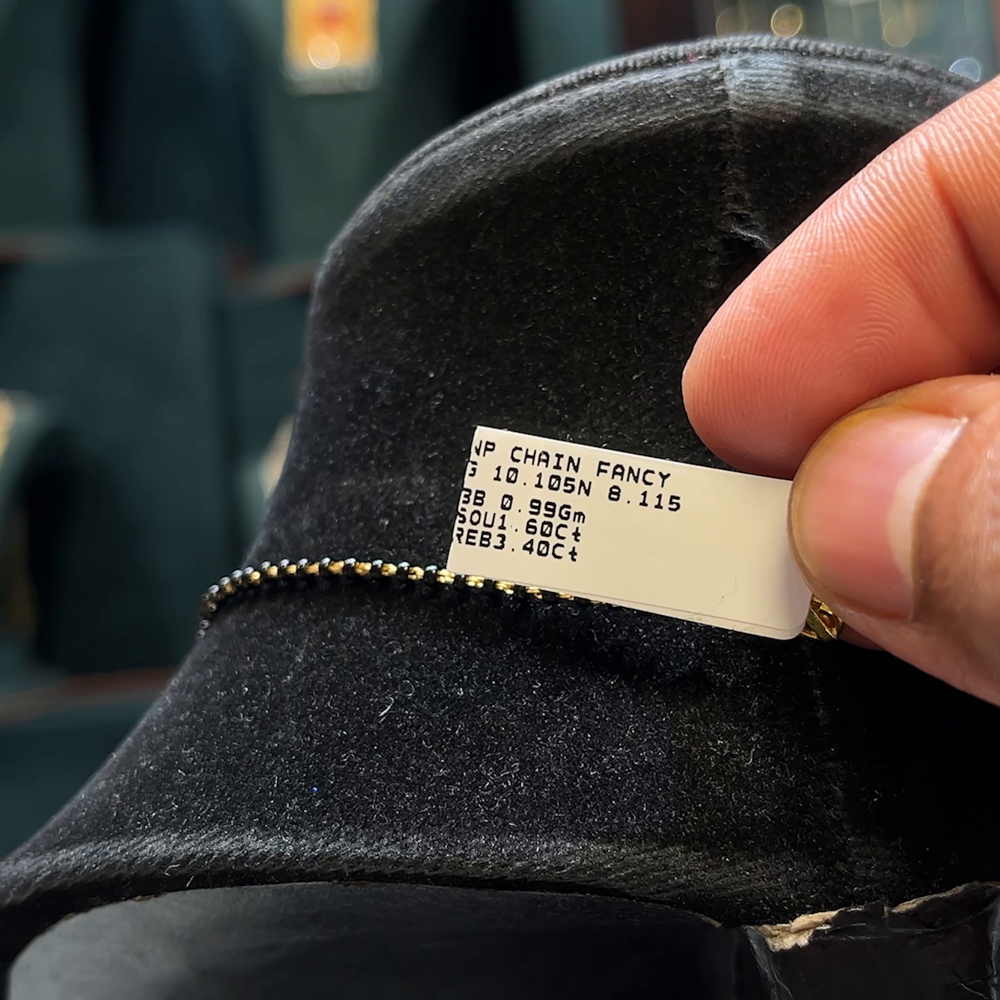 NP CHAIN FANCY
G 10.105N 8.115
BB 0.99Gm
SOU1.60Ct
REB3.40Ct